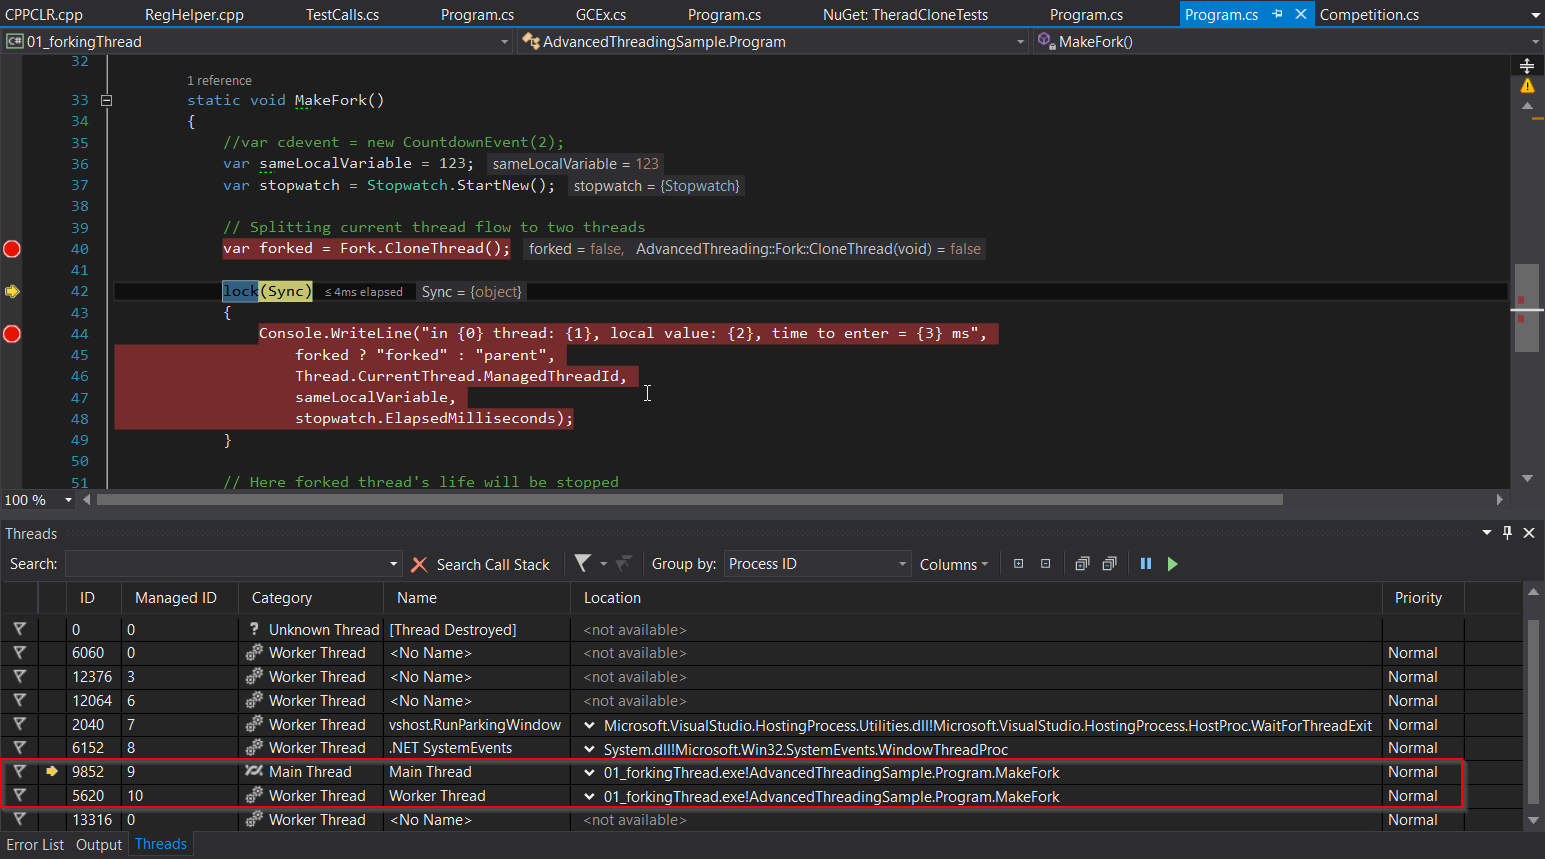 CPPCLR.cpp RegHelper.cpp TestCalls.cs Program.cs GCEx.cs Program.cs NuGet: TheradCloneTests Program.cs Program.cs Competition.cs
C# 01_forkingThread AdvancedThreadingSample.Program MakeFork()
32
1 reference
33 static void MakeFork()
34 {
35 //var cdevent = new CountdownEvent(2);
36 var sameLocalVariable = 123; sameLocalVariable = 123
37 var stopwatch = Stopwatch.StartNew(); stopwatch = {Stopwatch}
38
39 // Splitting current thread flow to two threads
40 var forked = Fork.CloneThread(); forked = false, AdvancedThreading::Fork::CloneThread(void) = false
41
42 lock(Sync) ≤ 4ms elapsed Sync = {object}
43 {
44 Console.WriteLine("in {0} thread: {1}, local value: {2}, time to enter = {3} ms",
45 forked ? "forked" : "parent",
46 Thread.CurrentThread.ManagedThreadId,
47 sameLocalVariable,
48 stopwatch.ElapsedMilliseconds);
49 }
50
51 // Here forked thread's life will be stopped
100 %
Threads
Search: Search Call Stack Group by: Process ID Columns
ID Managed ID Category Name Location Priority
0 0 ? Unknown Thread [Thread Destroyed] <not available>
6060 0 Worker Thread <No Name> <not available> Normal
12376 3 Worker Thread <No Name> <not available> Normal
12064 6 Worker Thread <No Name> <not available> Normal
2040 7 Worker Thread vshost.RunParkingWindow Microsoft.VisualStudio.HostingProcess.Utilities.dll!Microsoft.VisualStudio.HostingProcess.HostProc.WaitForThreadExit Normal
6152 8 Worker Thread .NET SystemEvents System.dll!Microsoft.Win32.SystemEvents.WindowThreadProc Normal
9852 9 Main Thread Main Thread 01_forkingThread.exe!AdvancedThreadingSample.Program.MakeFork Normal
5620 10 Worker Thread Worker Thread 01_forkingThread.exe!AdvancedThreadingSample.Program.MakeFork Normal
13316 0 Worker Thread <No Name> <not available> Normal
Error List Output Threads